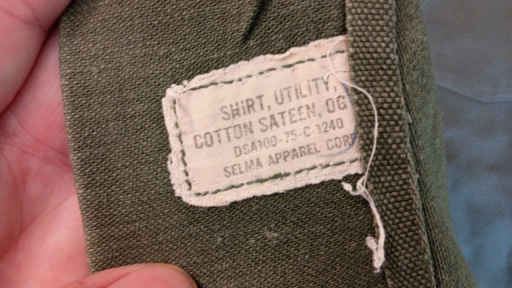 SHIRT, UTILITY,
COTTON SATEEN, OG
DSA100-75-C-1240
SELMA APPAREL CORP